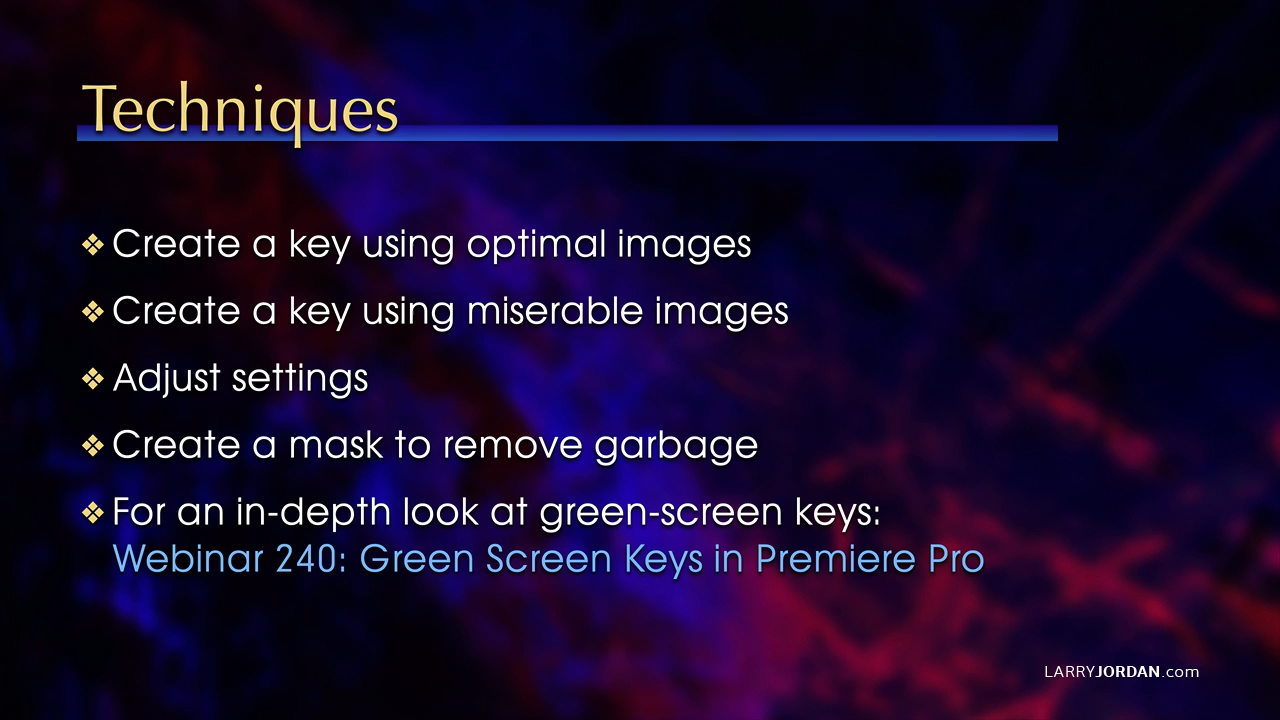 Techniques
❖ Create a key using optimal images
❖ Create a key using miserable images
❖ Adjust settings
❖ Create a mask to remove garbage
❖ For an in-depth look at green-screen keys:
Webinar 240: Green Screen Keys in Premiere Pro
LARRYJORDAN.com